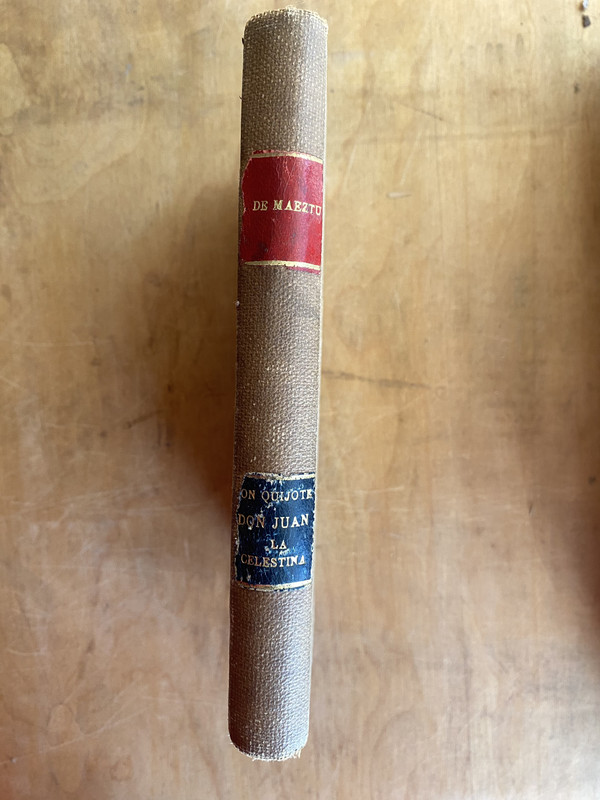 DE MAEZTU
ON QUIJOTE
DON JUAN
LA
CELESTINA